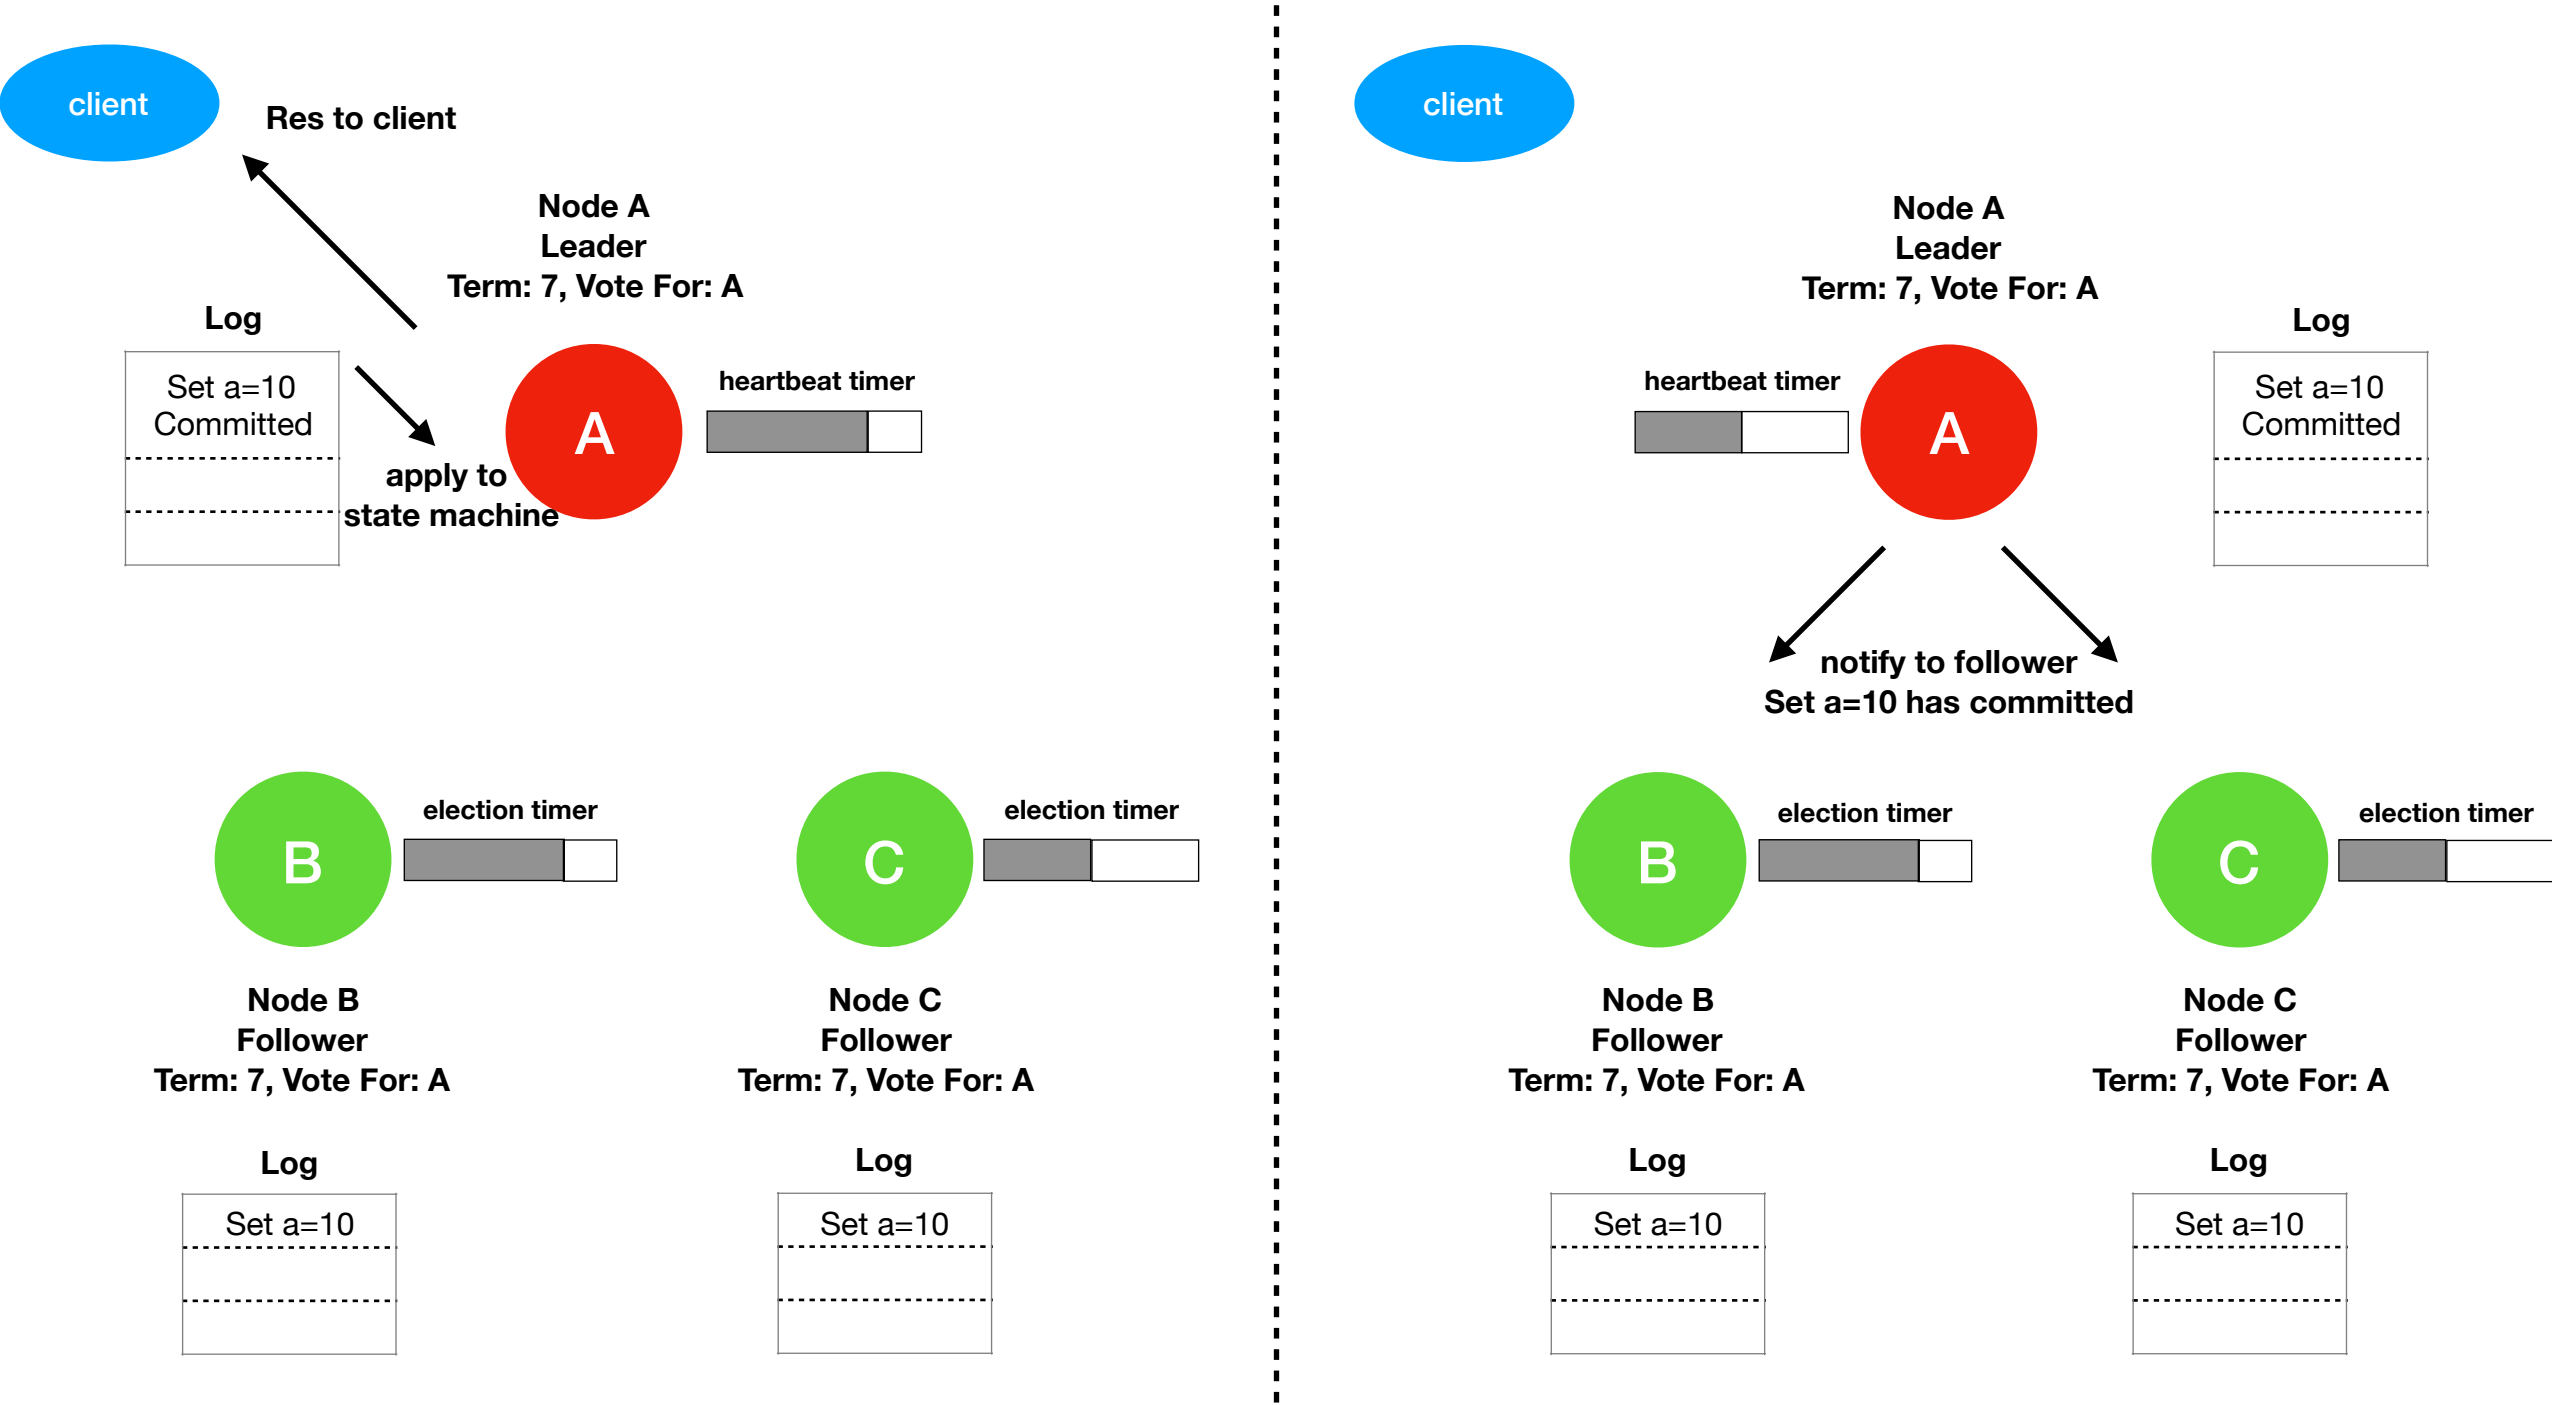 client
Res to client
Node A
Leader
Term: 7, Vote For: A
Log
Set a=10
Committed
apply to
state machine
A
heartbeat timer
B
election timer
C
election timer
Node B
Follower
Term: 7, Vote For: A
Node C
Follower
Term: 7, Vote For: A
Log
Set a=10
Log
Set a=10
client
Node A
Leader
Term: 7, Vote For: A
heartbeat timer
A
Log
Set a=10
Committed
notify to follower
Set a=10 has committed
B
election timer
C
election timer
Node B
Follower
Term: 7, Vote For: A
Node C
Follower
Term: 7, Vote For: A
Log
Set a=10
Log
Set a=10